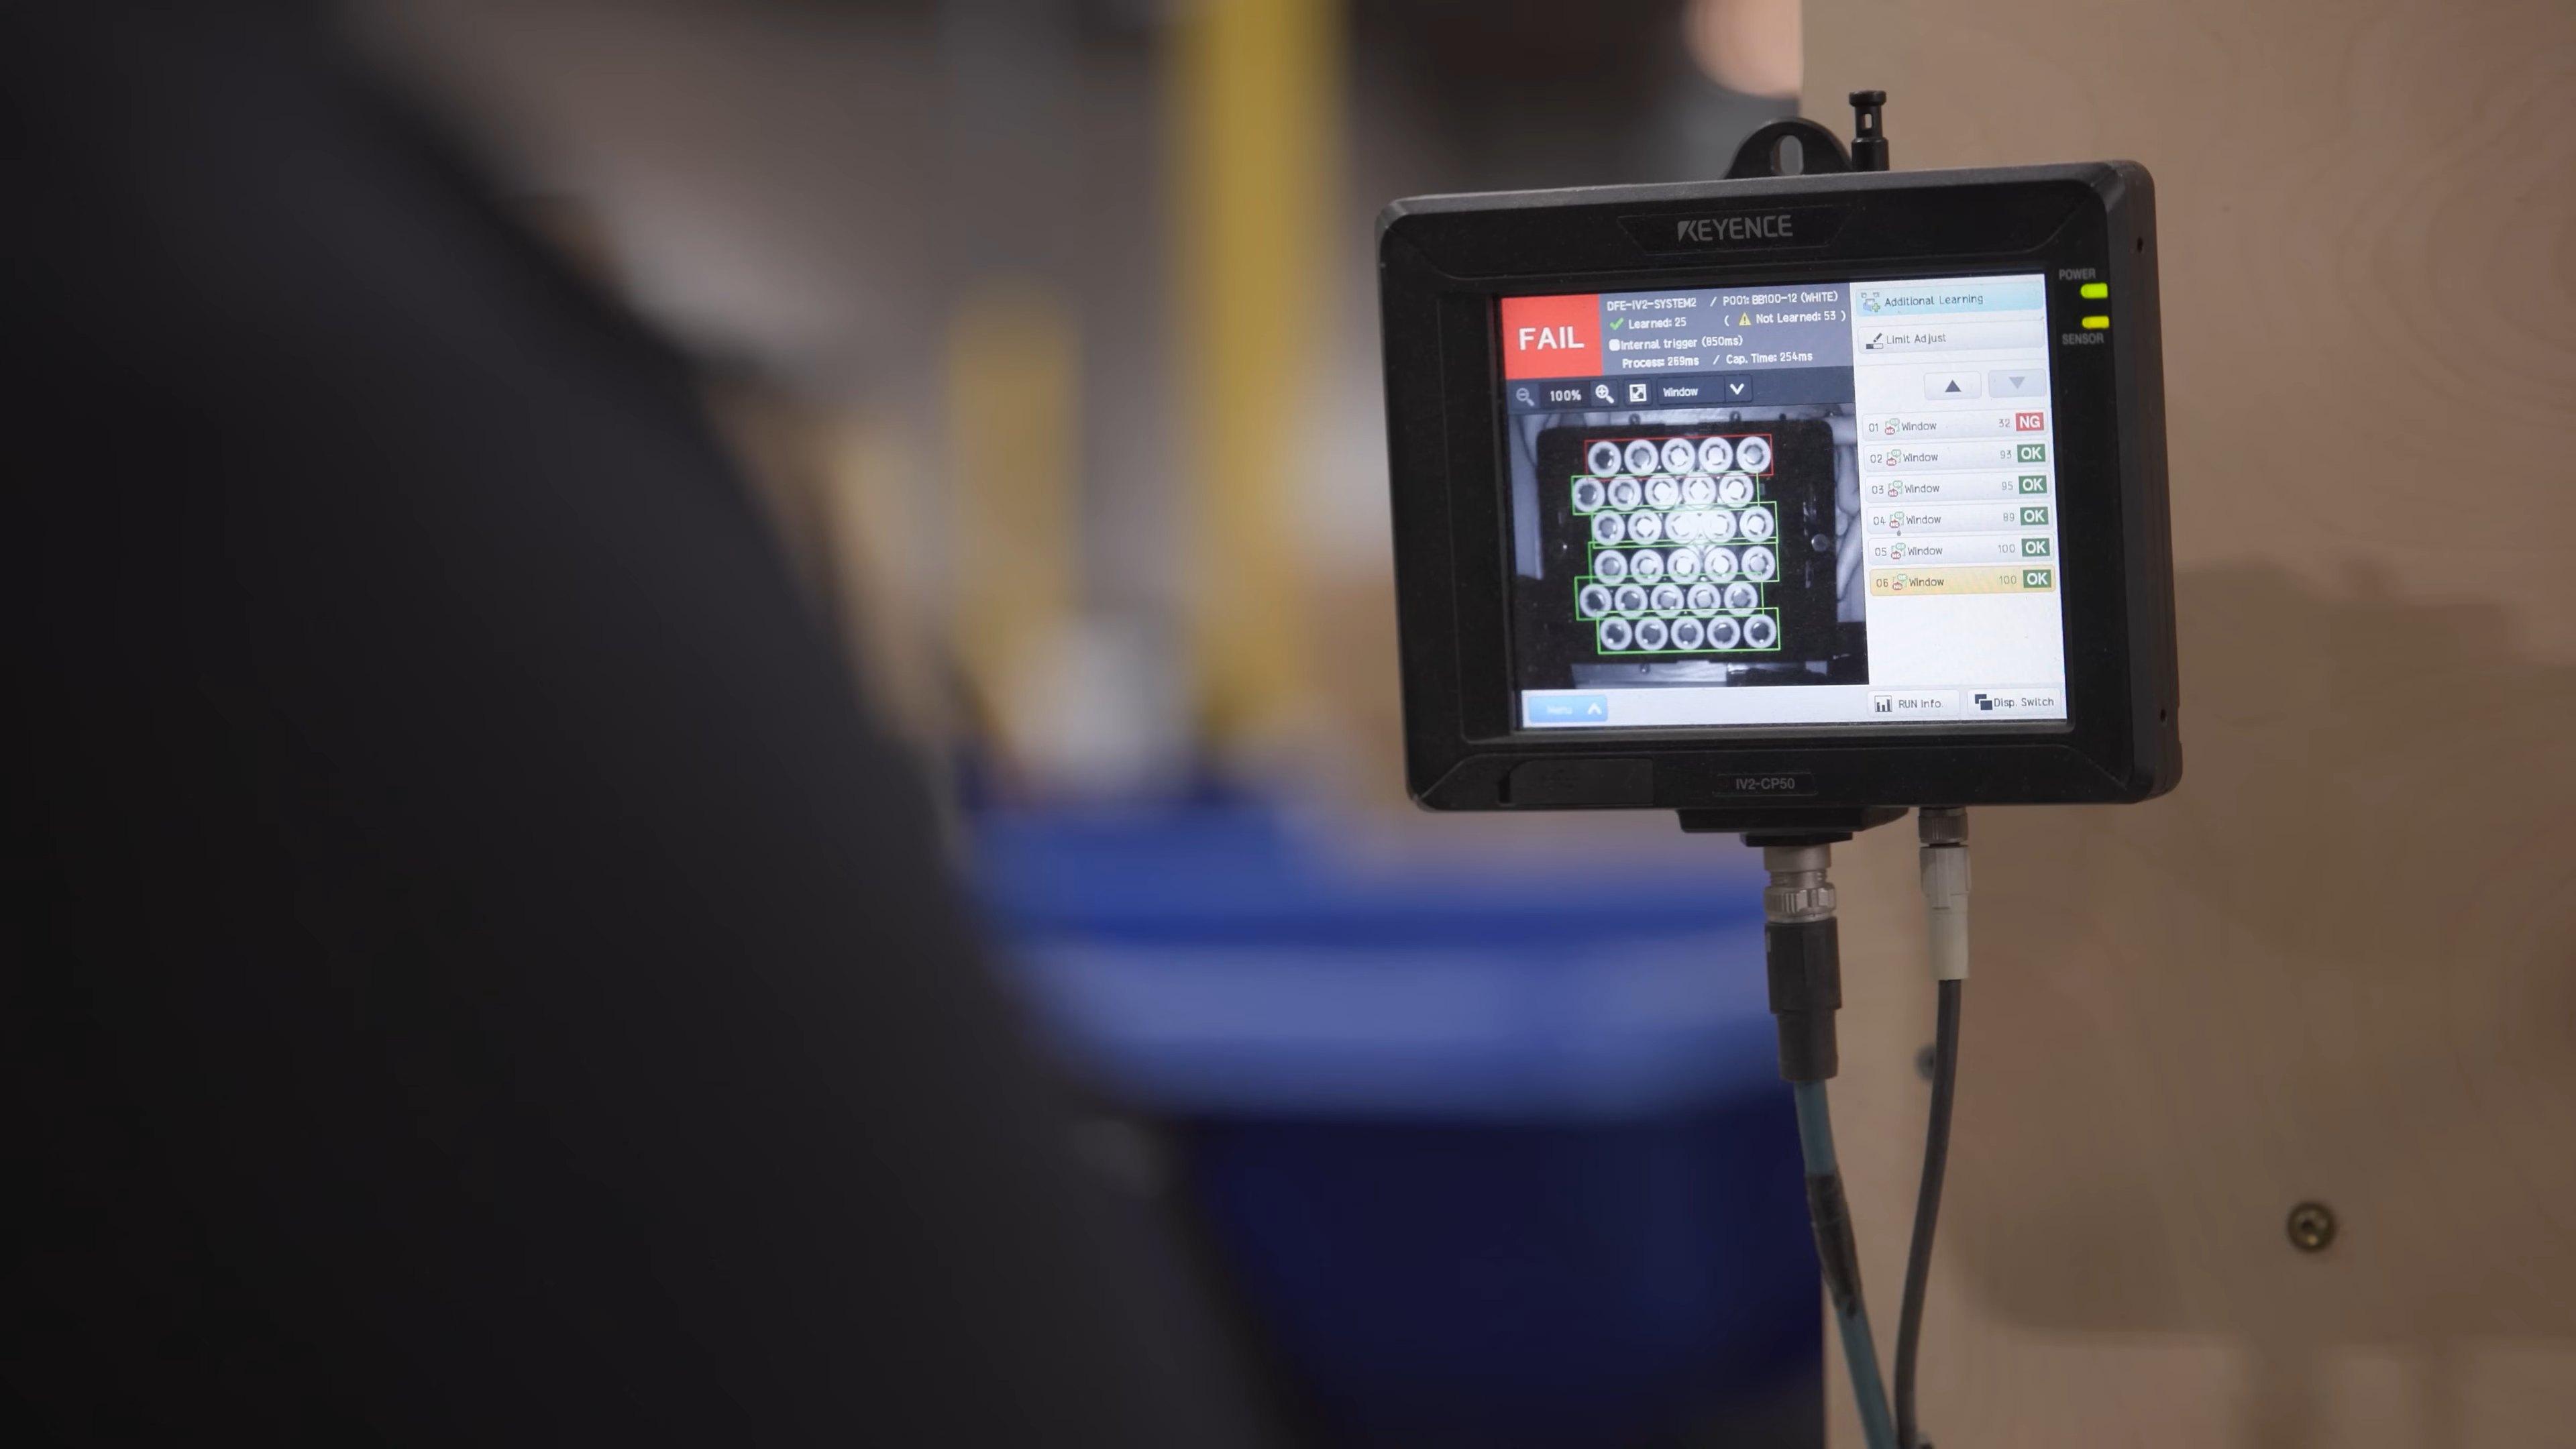 KEYENCE
POWER
SENSOR
FAIL
DFE-IV2-SYSTEM2 / P001: BB100-12 (WHITE)
Learned: 25 ( Not Learned: 53 )
Internal trigger (850ms)
Process: 269ms / Cap. Time: 254ms
100% Window
Additional Learning
Limit Adjust
01 Window 32 NG
02 Window 93 OK
03 Window 95 OK
04 Window 89 OK
05 Window 100 OK
06 Window 100 OK
Menu
RUN Info.
Disp. Switch
IV2-CP50